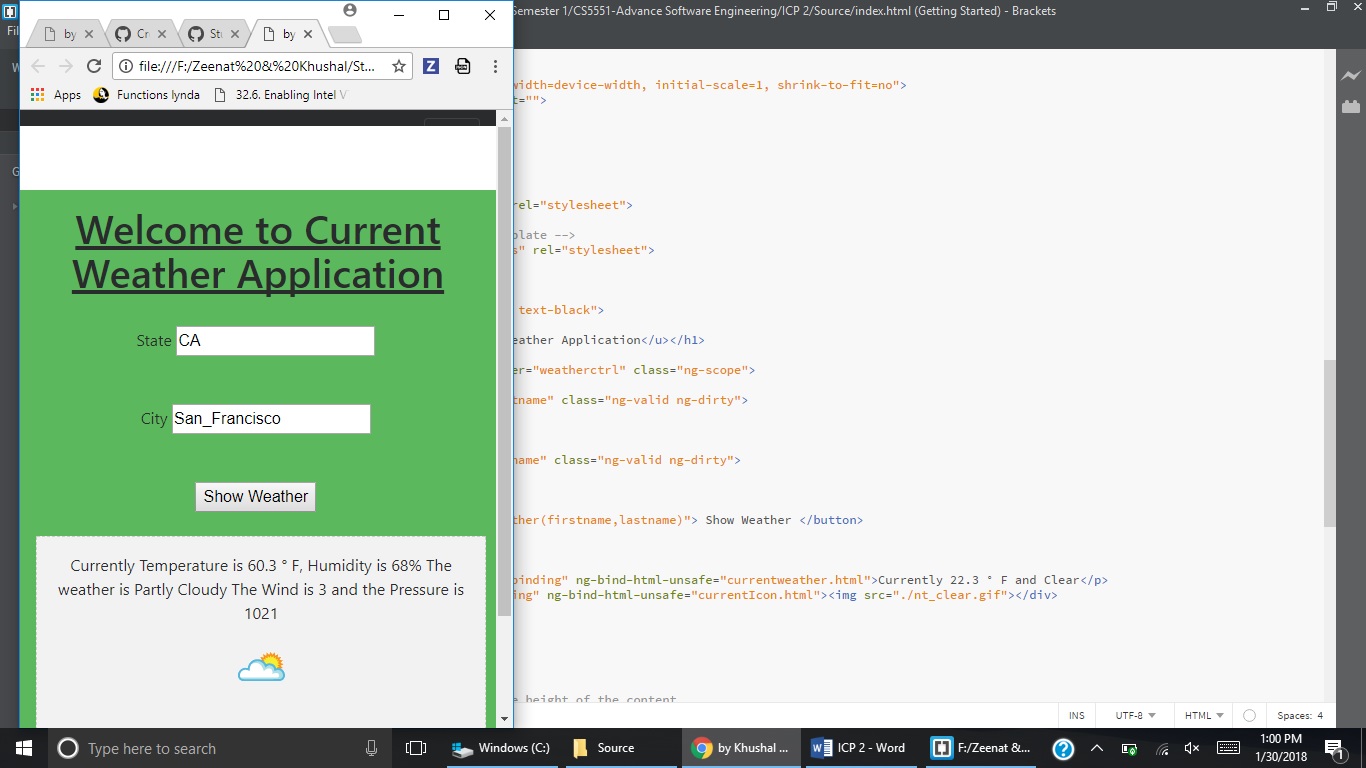 Semester 1/CS5551-Advance Software Engineering/ICP 2/Source/index.html (Getting Started) - Brackets
by
Cr
St
by
file:///F:/Zeenat%20&%20Khushal/St...
Apps Functions lynda 32.6. Enabling Intel V
width=device-width, initial-scale=1, shrink-to-fit=no">
t="">
rel="stylesheet">
plate -->
s" rel="stylesheet">
text-black">
eather Application</u></h1>
er="weatherctrl" class="ng-scope">
tname" class="ng-valid ng-dirty">
name" class="ng-valid ng-dirty">
ther(firstname,lastname)"> Show Weather </button>
binding" ng-bind-html-unsafe="currentweather.html">Currently 22.3 ° F and Clear</p>
ing" ng-bind-html-unsafe="currentIcon.html"><img src="./nt_clear.gif"></div>
e height of the content
Welcome to Current
Weather Application
State CA
City San_Francisco
Show Weather
Currently Temperature is 60.3 ° F, Humidity is 68% The
weather is Partly Cloudy The Wind is 3 and the Pressure is
1021
INS UTF-8 HTML Spaces: 4
Type here to search
Windows (C:)
Source
by Khushal ...
ICP 2 - Word
F:/Zeenat &...
1:00 PM
1/30/2018
1